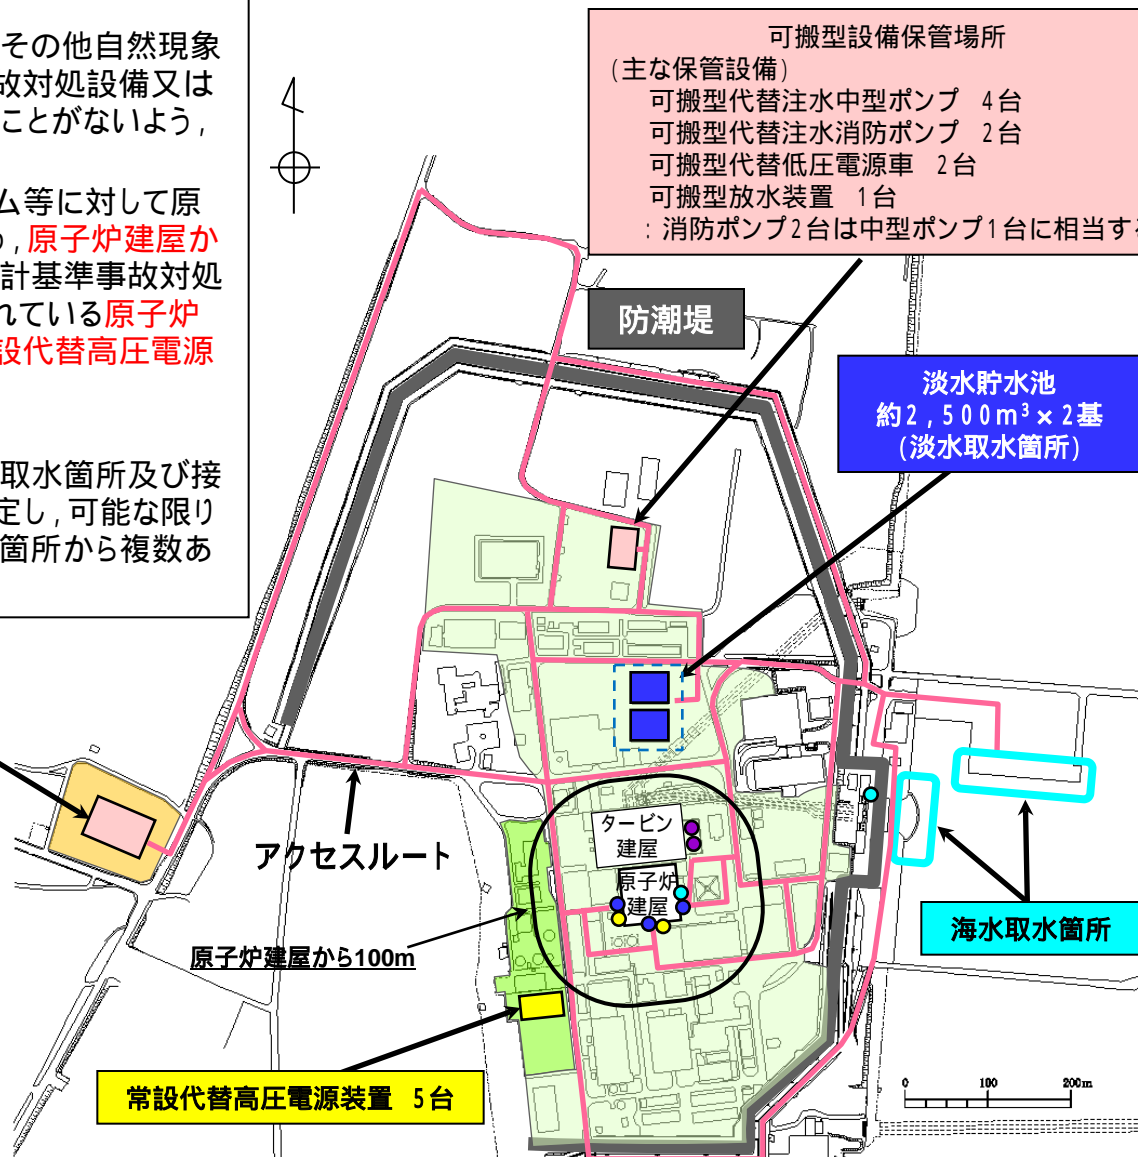 その他自然現象
故対処設備又は
ことがないよう,
ム等に対して原
め,原子炉建屋か
計基準事故対処
れている原子炉
設代替高圧電源
取水箇所及び接
定し,可能な限り
箇所から複数あ
可搬型設備保管場所
(主な保管設備)
可搬型代替注水中型ポンプ 4台
可搬型代替注水消防ポンプ 2台
可搬型代替低圧電源車 2台
可搬型放水装置 1台
:消防ポンプ2台は中型ポンプ1台に相当する
防潮堤
淡水貯水池
約2,500m³×2基
(淡水取水箇所)
タービン
建屋
原子炉
建屋
アクセスルート
原子炉建屋から100m
海水取水箇所
常設代替高圧電源装置 5台
0 100 200m